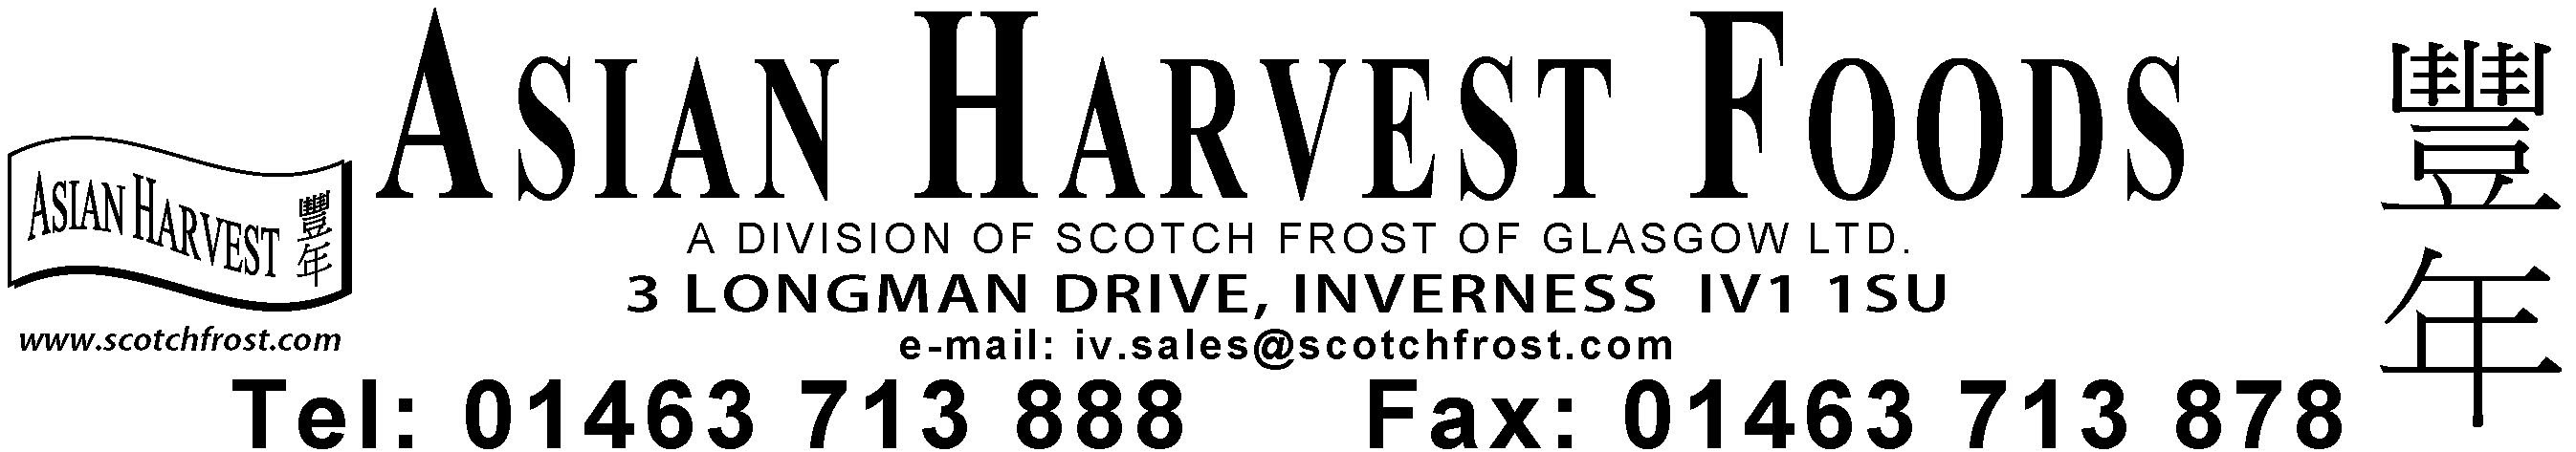 ASIAN HARVEST FOODS
A DIVISION OF SCOTCH FROST OF GLASGOW LTD.
3 LONGMAN DRIVE, INVERNESS IV1 1SU
e-mail: iv.sales@scotchfrost.com
Tel: 01463 713 888 Fax: 01463 713 878
ASIAN HARVEST 豐年
www.scotchfrost.com
豐年